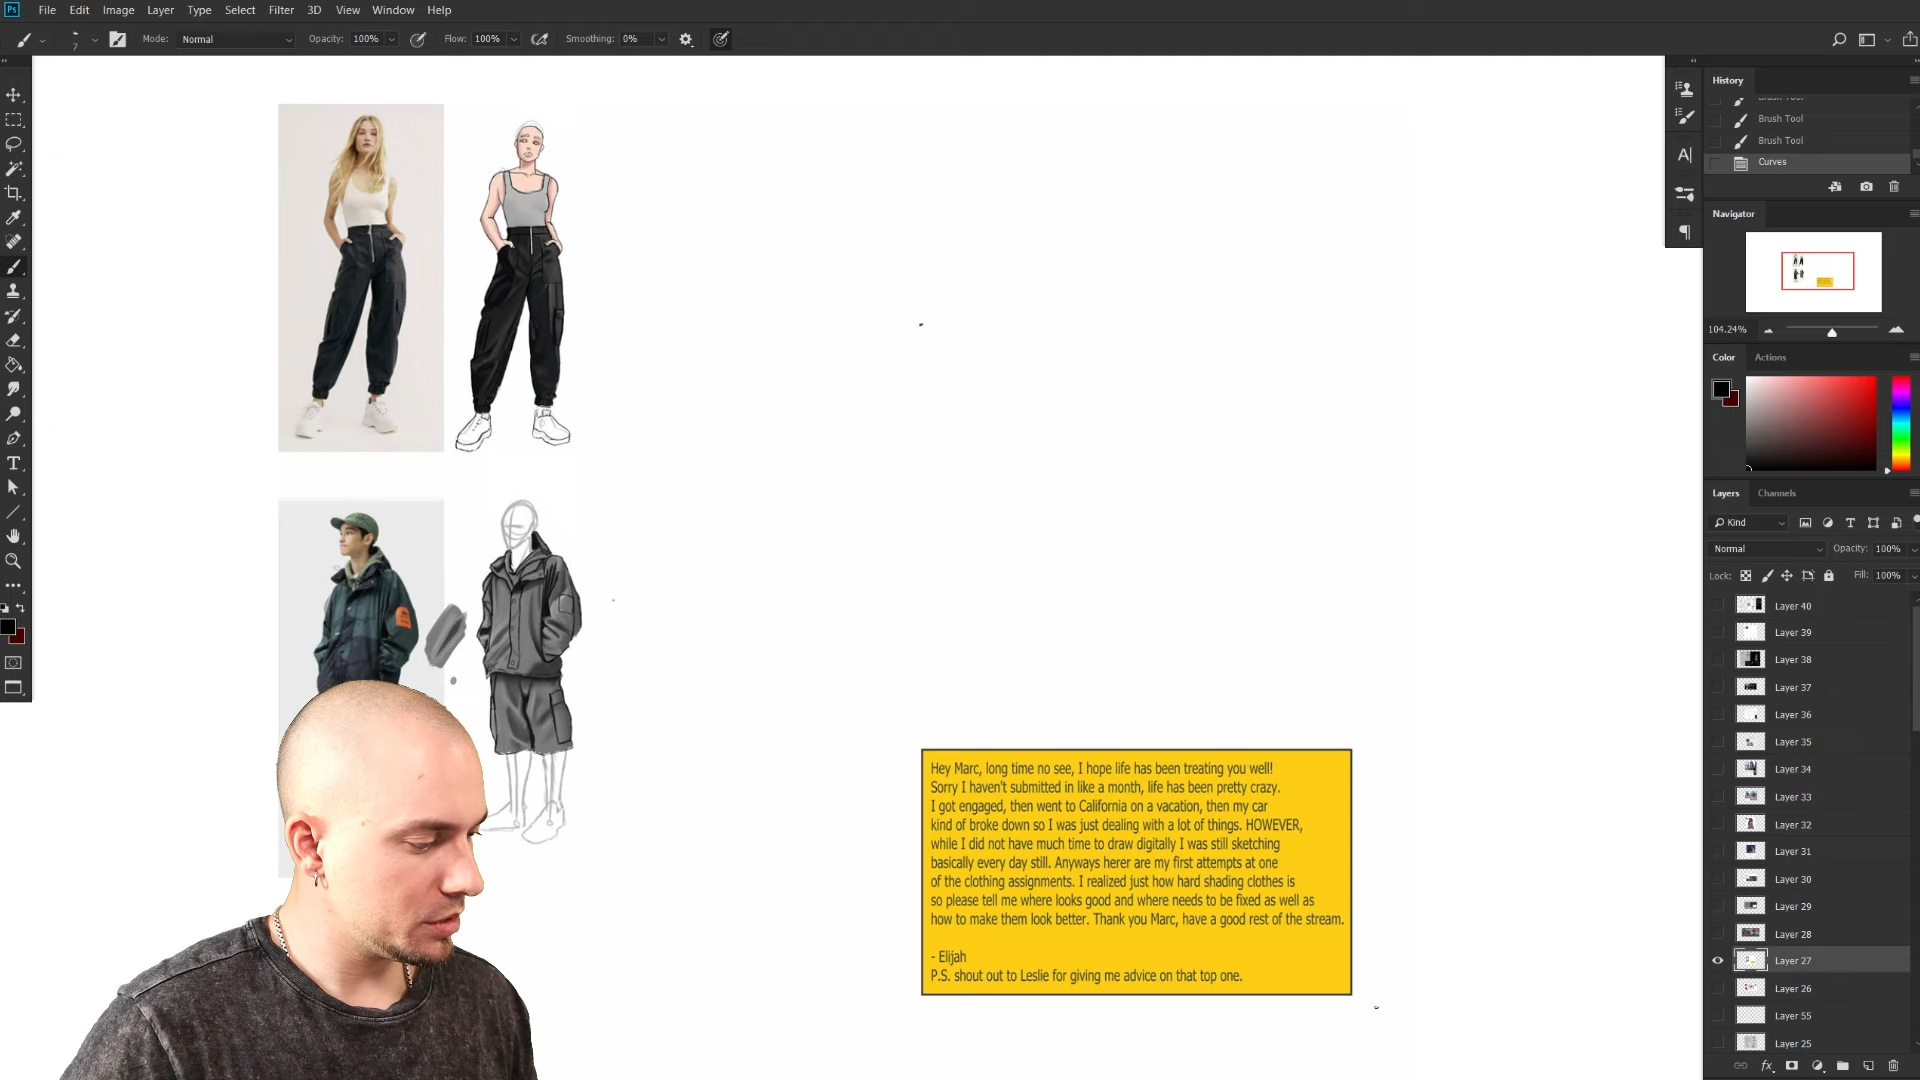 Ps File Edit Image Layer Type Select Filter 3D View Window Help
7 Mode: Normal Opacity: 100% Flow: 100% Smoothing: 0%
History
Brush Tool
Brush Tool
Brush Tool
Curves
Navigator
104.24%
Color Actions
Layers Channels
Kind
Normal Opacity: 100%
Lock: Fill: 100%
Layer 40
Layer 39
Layer 38
Layer 37
Layer 36
Layer 35
Layer 34
Layer 33
Layer 32
Layer 31
Layer 30
Layer 29
Layer 28
Layer 27
Layer 26
Layer 55
Layer 25
fx
Hey Marc, long time no see, I hope life has been treating you well!
Sorry I haven't submitted in like a month, life has been pretty crazy.
I got engaged, then went to California on a vacation, then my car
kind of broke down so I was just dealing with a lot of things. HOWEVER,
while I did not have much time to draw digitally I was still sketching
basically every day still. Anyways herer are my first attempts at one
of the clothing assignments. I realized just how hard shading clothes is
so please tell me where looks good and where needs to be fixed as well as
how to make them look better. Thank you Marc, have a good rest of the stream.
- Elijah
P.S. shout out to Leslie for giving me advice on that top one.